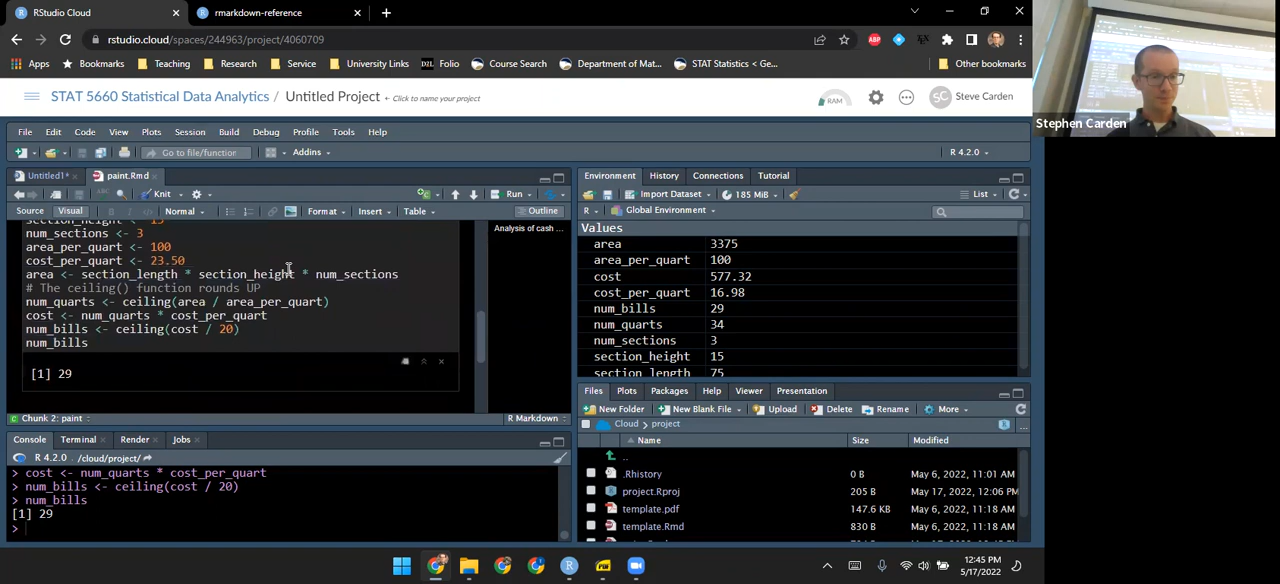 RStudio Cloud
rmarkdown-reference
rstudio.cloud/spaces/244963/project/4060709
Apps
Bookmarks
Teaching
Research
Service
University Links
D2L Folio
Course Search
Department of Mat...
STAT Statistics < Ge...
Other bookmarks
STAT 5660 Statistical Data Analytics / Untitled Project
Click to name your project
RAM
SC Steve Carden
Stephen Carden
File Edit Code View Plots Session Build Debug Profile Tools Help
Go to file/function
Addins
R 4.2.0
Untitled1*
paint.Rmd
Knit
Run
Source Visual
Normal
Format
Insert
Table
Outline
section_height <- 15
num_sections <- 3
area_per_quart <- 100
cost_per_quart <- 23.50
area <- section_length * section_height * num_sections
# The ceiling() function rounds UP
num_quarts <- ceiling(area / area_per_quart)
cost <- num_quarts * cost_per_quart
num_bills <- ceiling(cost / 20)
num_bills
[1] 29
Analysis of cash ...
Chunk 2: paint
R Markdown
Console Terminal Render Jobs
R 4.2.0 . /cloud/project/
> cost <- num_quarts * cost_per_quart
> num_bills <- ceiling(cost / 20)
> num_bills
[1] 29
>
Environment History Connections Tutorial
Import Dataset
185 MiB
List
R
Global Environment
Values
area 3375
area_per_quart 100
cost 577.32
cost_per_quart 16.98
num_bills 29
num_quarts 34
num_sections 3
section_height 15
section_length 75
Files Plots Packages Help Viewer Presentation
New Folder
New Blank File
Upload
Delete
Rename
More
Cloud > project
Name Size Modified
..
.Rhistory 0 B May 6, 2022, 11:01 AM
project.Rproj 205 B May 17, 2022, 12:06 PM
template.pdf 147.6 KB May 6, 2022, 11:18 AM
template.Rmd 830 B May 6, 2022, 11:18 AM
12:45 PM
5/17/2022